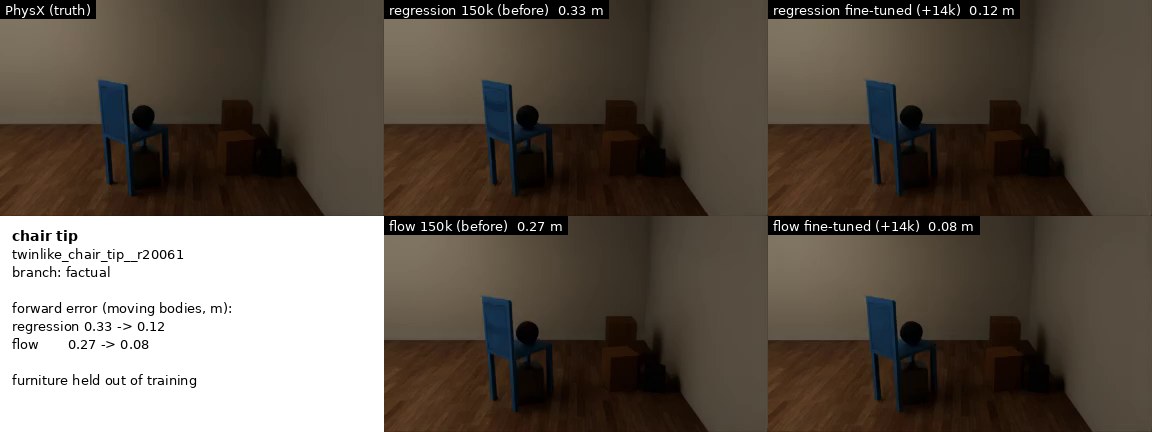 PhysX (truth)
regression 150k (before)  0.33 m
regression fine-tuned (+14k)  0.12 m
chair tip
twinlike_chair_tip__r20061
branch: factual
forward error (moving bodies, m):
regression 0.33 -> 0.12
flow       0.27 -> 0.08
furniture held out of training
flow 150k (before)  0.27 m
flow fine-tuned (+14k)  0.08 m